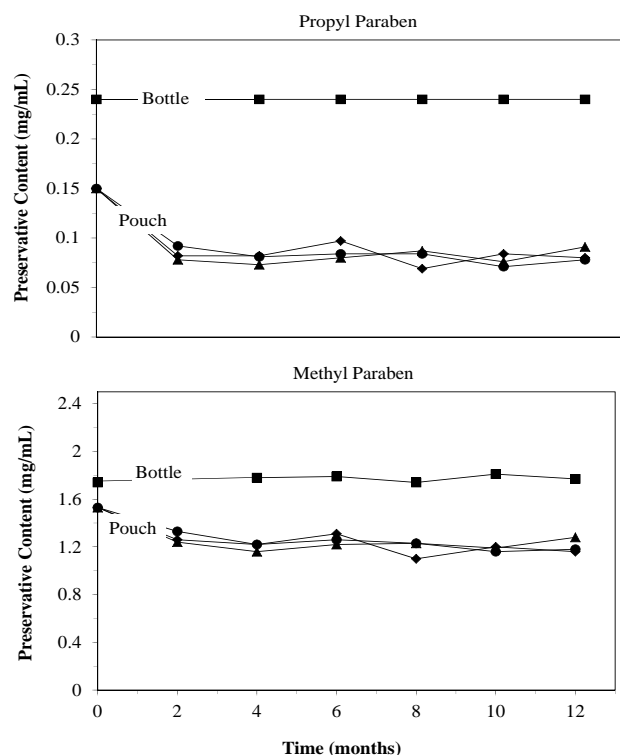 Propyl Paraben
0.3
0.25
0.2
0.15
0.1
0.05
0
Preservative Content (mg/mL)
Bottle
Pouch
Methyl Paraben
2.4
2
1.6
1.2
0.8
0.4
0
Preservative Content (mg/mL)
Bottle
Pouch
0 2 4 6 8 10 12
Time (months)